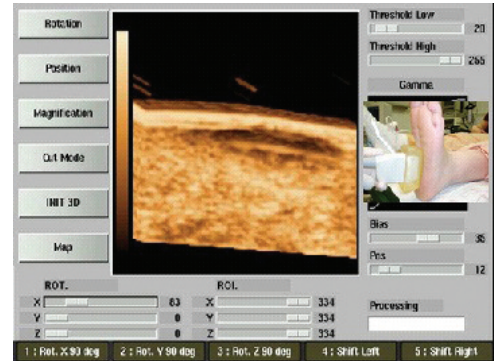 Rotation
Position
Magnification
Cut Mode
INIT 3D
Map
Threshold Low
20
Threshold High
255
Gamma
Bias
35
Pos
12
ROT.
X 83
Y 0
Z 0
ROI.
X 334
Y 334
Z 334
Processing
1 : Rot. X 90 deg
2 : Rot. Y 90 deg
3 : Rot. Z 90 deg
4 : Shift Left
5 : Shift Right